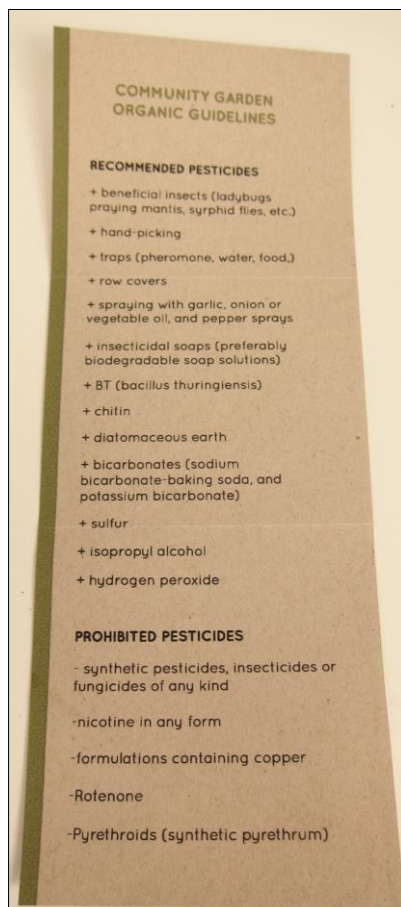 COMMUNITY GARDEN
ORGANIC GUIDELINES
RECOMMENDED PESTICIDES
+ beneficial insects (ladybugs
praying mantis, syrphid flies, etc.)
+ hand-picking
+ traps (pheromone, water, food,)
+ row covers
+ spraying with garlic, onion or
vegetable oil, and pepper sprays
+ insecticidal soaps (preferably
biodegradable soap solutions)
+ BT (bacillus thuringiensis)
+ chitin
+ diatomaceous earth
+ bicarbonates (sodium
bicarbonate-baking soda, and
potassium bicarbonate)
+ sulfur
+ isopropyl alcohol
+ hydrogen peroxide
PROHIBITED PESTICIDES
- synthetic pesticides, insecticides or
fungicides of any kind
-nicotine in any form
-formulations containing copper
-Rotenone
-Pyrethroids (synthetic pyrethrum)